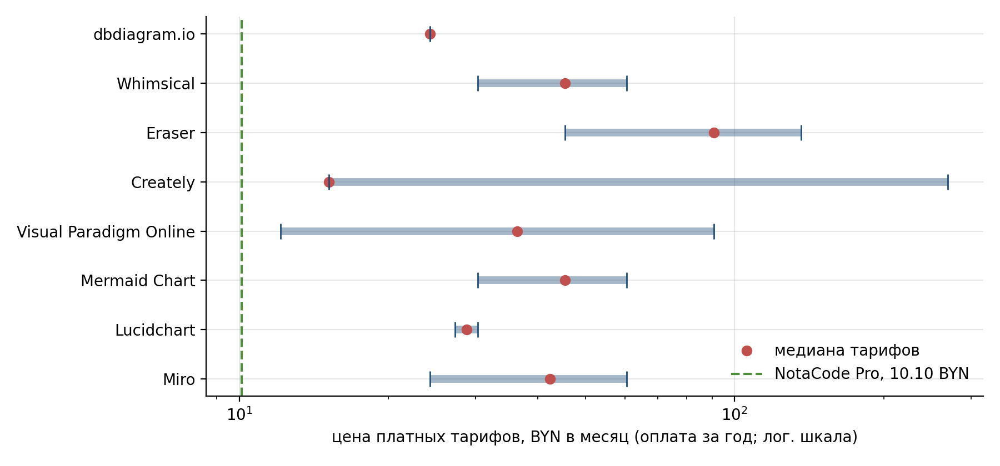 dbdiagram.io
Whimsical
Eraser
Creately
Visual Paradigm Online
Mermaid Chart
Lucidchart
Miro
медиана тарифов
NotaCode Pro, 10.10 BYN
10¹ 10²
цена платных тарифов, BYN в месяц (оплата за год; лог. шкала)